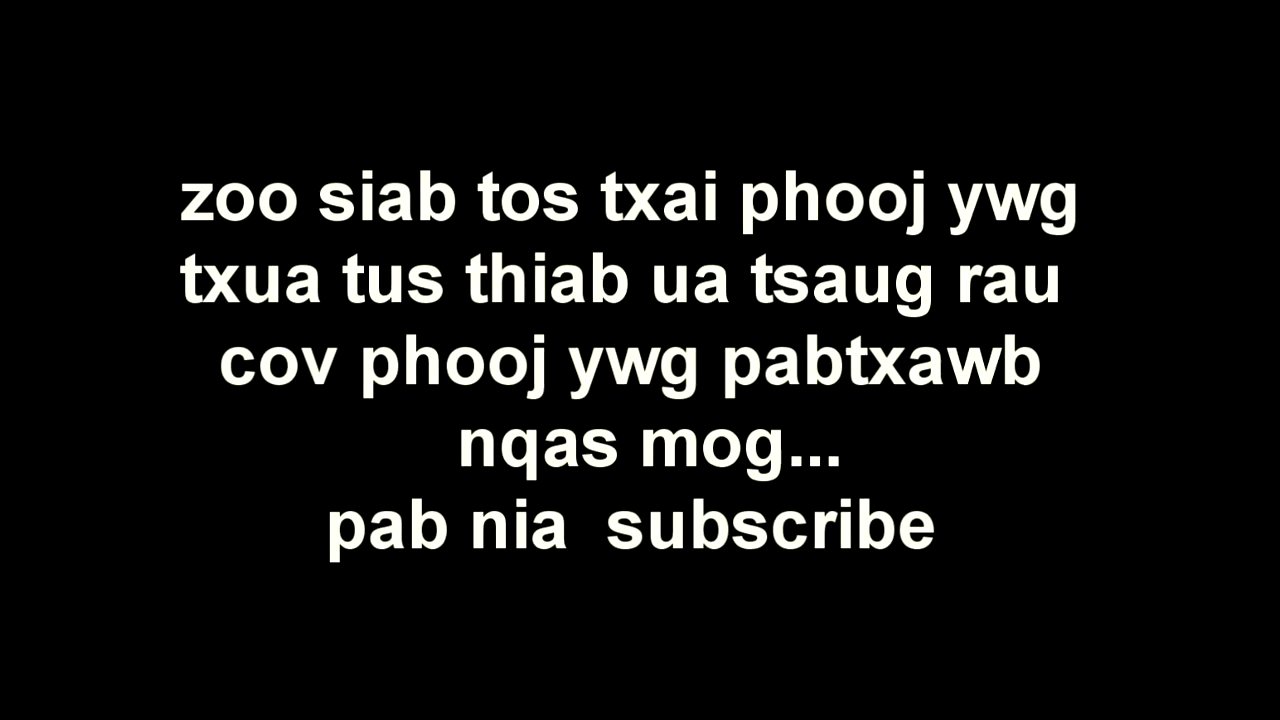 zoo siab tos txai phooj ywg
txua tus thiab ua tsaug rau
cov phooj ywg pabtxawb
nqas mog...
pab nia subscribe